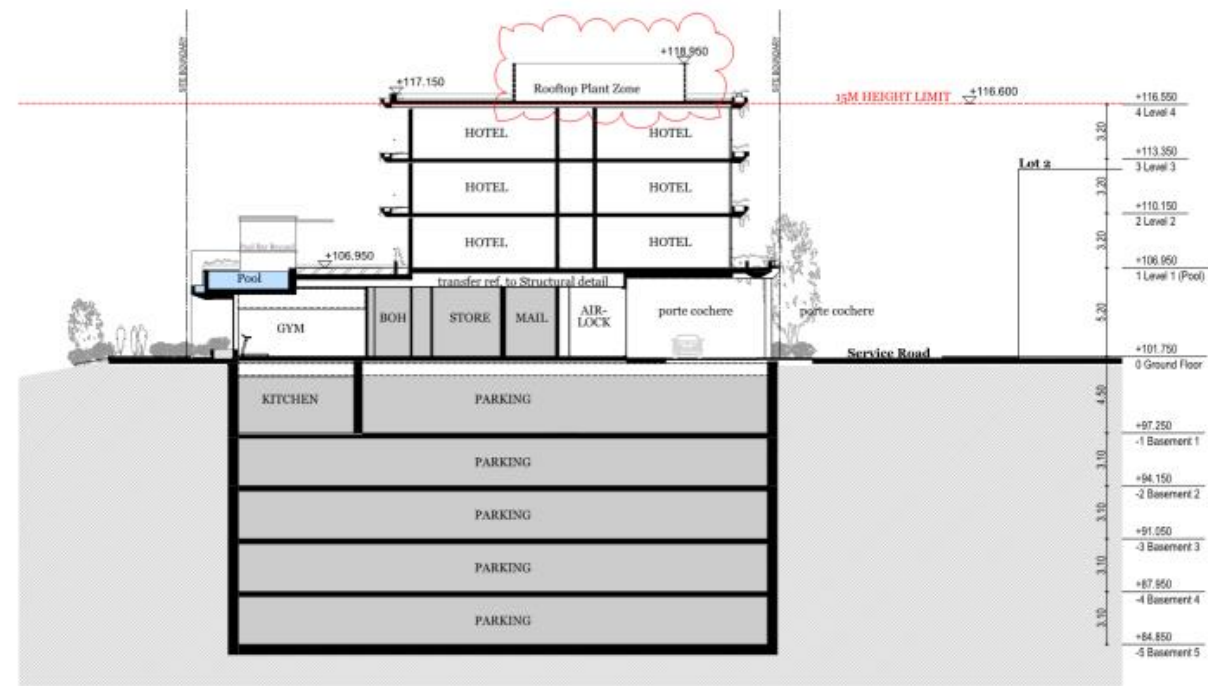 SITE BOUNDARY
SITE BOUNDARY
+118.950
+117.150
Rooftop Plant Zone
15M HEIGHT LIMIT
+116.600
+116.550
4 Level 4
HOTEL
HOTEL
3.20
+113.350
3 Level 3
Lot 2
HOTEL
HOTEL
3.20
+110.150
2 Level 2
HOTEL
HOTEL
3.20
+106.950
+106.950
1 Level 1 (Pool)
Pool
transfer ref. to Structural detail
GYM
BOH
STORE
MAIL
AIR-
LOCK
porte cochere
porte cochere
5.20
Service Road
+101.750
0 Ground Floor
KITCHEN
PARKING
4.50
+97.250
-1 Basement 1
PARKING
3.10
+94.150
-2 Basement 2
PARKING
3.10
+91.050
-3 Basement 3
PARKING
3.10
+87.950
-4 Basement 4
PARKING
3.10
+84.850
-5 Basement 5